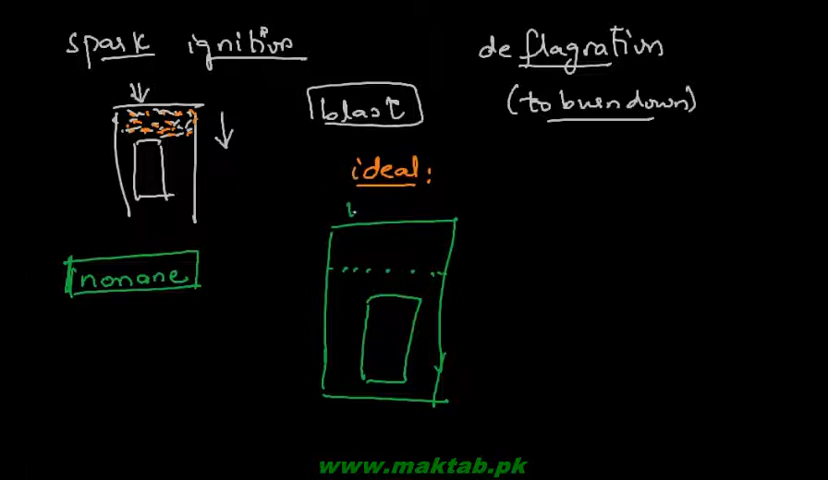 spark ignition
deflagration
(to burn down)
blast
ideal:
nonane
www.maktab.pk